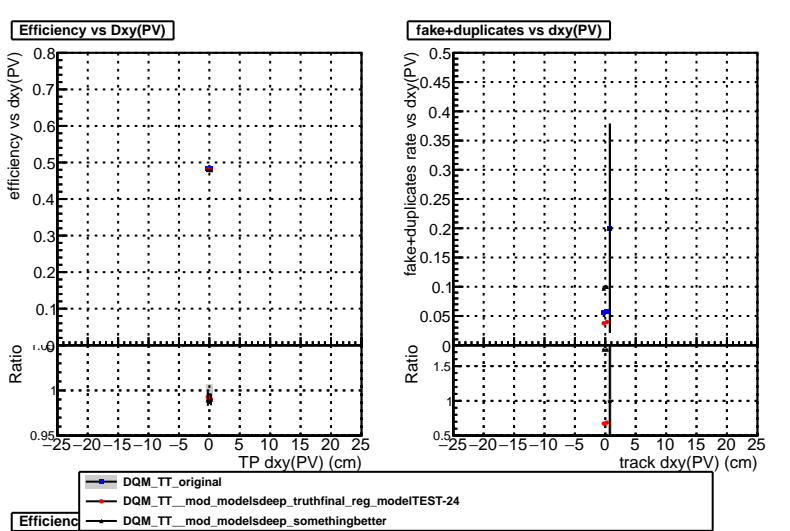 Efficiency vs Dxy(PV)
fake+duplicates vs dxy(PV)
efficiency vs dxy(PV)
0.8
0.7
0.6
0.5
0.4
0.3
0.2
0.1
0
Ratio
1
0.95
−25 −20 −15 −10 −5 0 5 10 15 20 25
TP dxy(PV) (cm)
fake+duplicates rate vs dxy(PV)
0.5
0.45
0.4
0.35
0.3
0.25
0.2
0.15
0.1
0.05
0
Ratio
1.5
1
0.5
−25 −20 −15 −10 −5 0 5 10 15 20 25
track dxy(PV) (cm)
DQM_TT_original
DQM_TT__mod_modelsdeep_truthfinal_reg_modelTEST-24
DQM_TT__mod_modelsdeep_somethingbetter